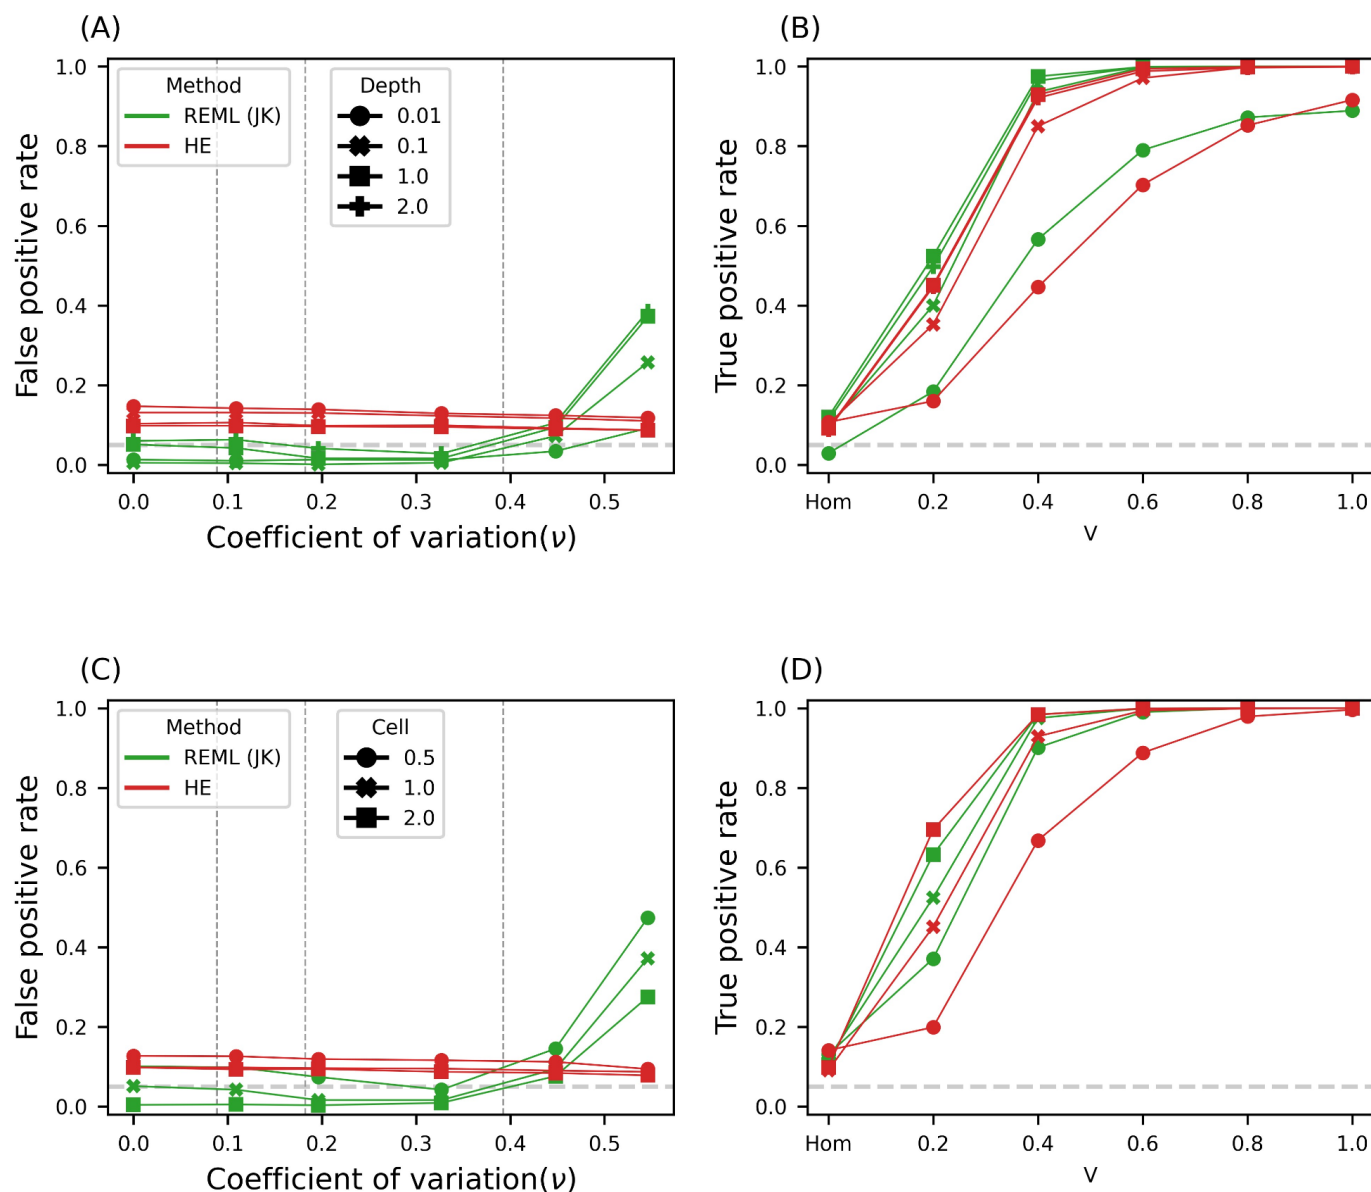 (A)
1.0
0.8
0.6
0.4
0.2
0.0
False positive rate
Method
REML (JK)
HE
Depth
0.01
0.1
1.0
2.0
0.0 0.1 0.2 0.3 0.4 0.5
Coefficient of variation(ν)
(B)
1.0
0.8
0.6
0.4
0.2
0.0
True positive rate
Hom 0.2 0.4 0.6 0.8 1.0
V
(C)
1.0
0.8
0.6
0.4
0.2
0.0
False positive rate
Method
REML (JK)
HE
Cell
0.5
1.0
2.0
0.0 0.1 0.2 0.3 0.4 0.5
Coefficient of variation(ν)
(D)
1.0
0.8
0.6
0.4
0.2
0.0
True positive rate
Hom 0.2 0.4 0.6 0.8 1.0
V